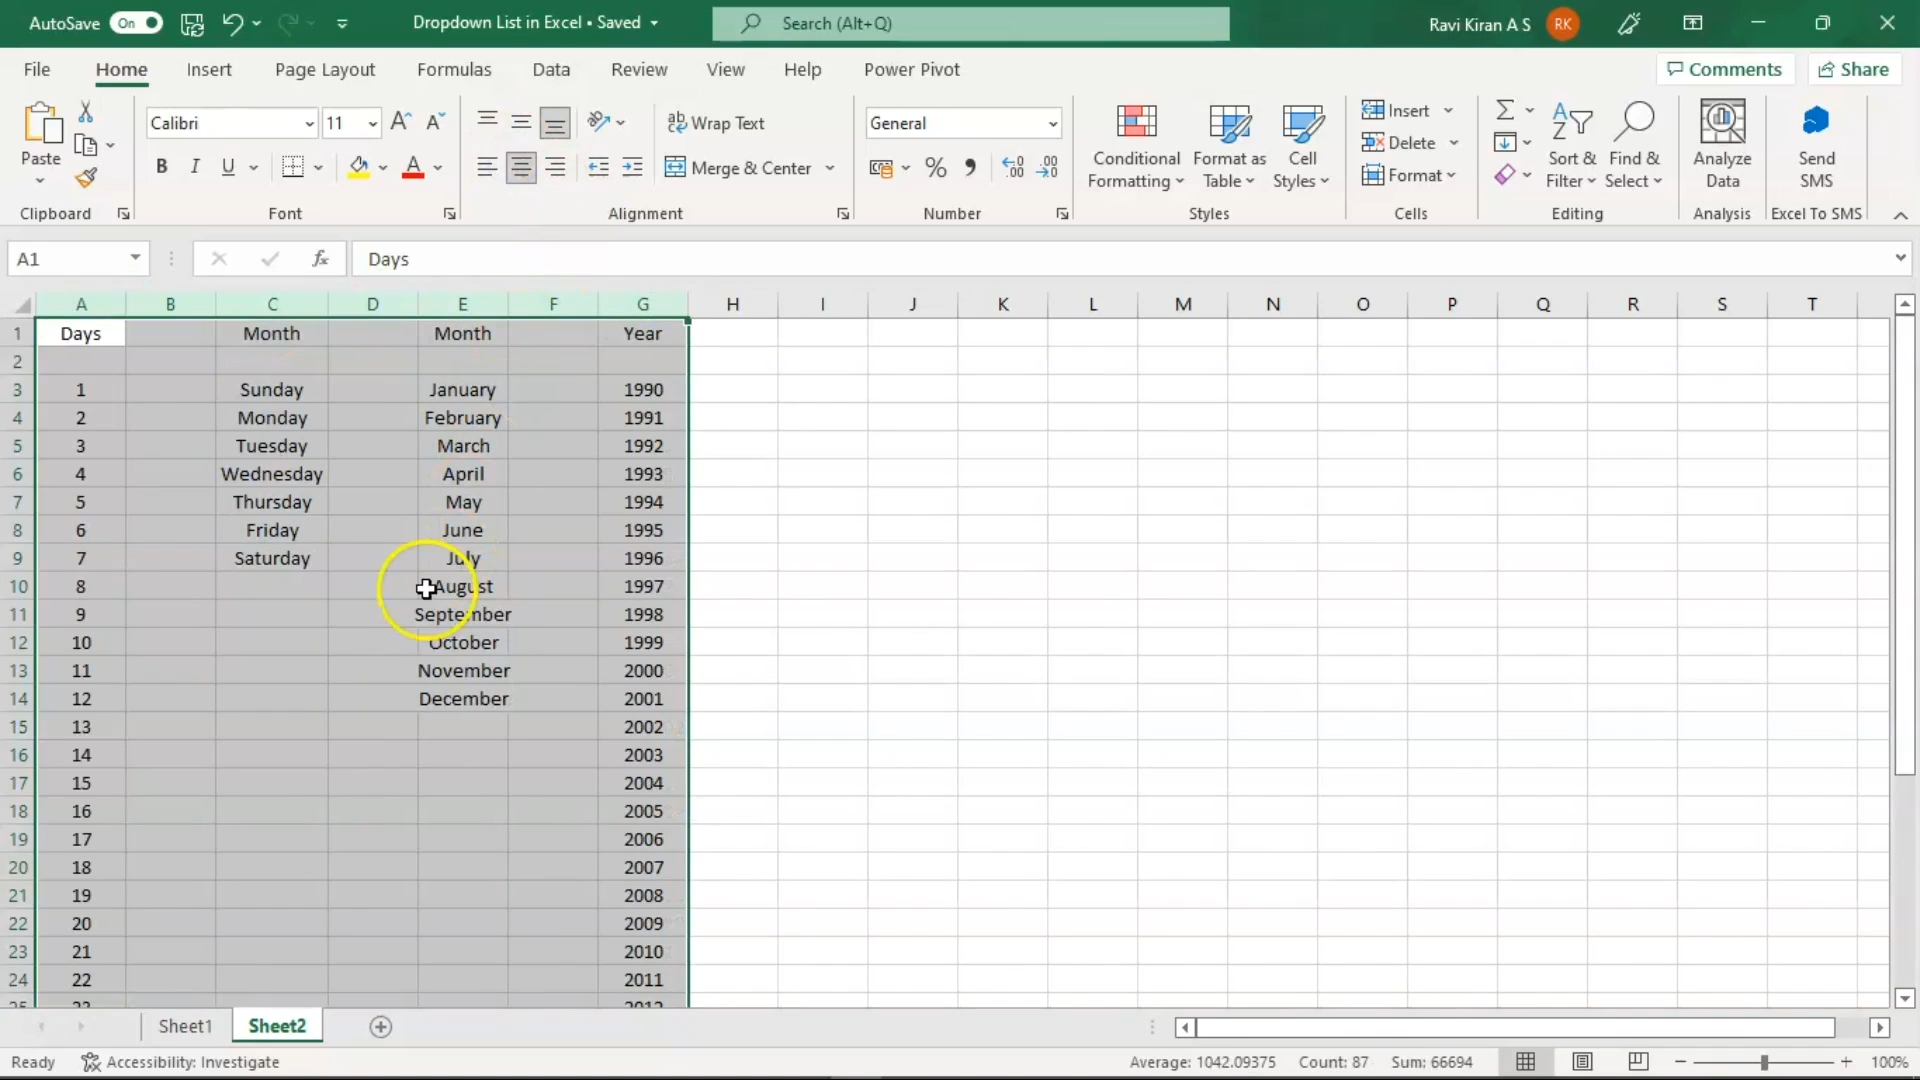 AutoSave On Dropdown List in Excel • Saved Search (Alt+Q) Ravi Kiran A S RK
File Home Insert Page Layout Formulas Data Review View Help Power Pivot Comments Share
Calibri 11 Wrap Text General Insert
Paste B I U Merge & Center % Conditional Formatting Format as Table Cell Styles Delete Format Sort & Filter Find & Select Analyze Data Send SMS
Clipboard Font Alignment Number Styles Cells Editing Analysis Excel To SMS
A1 fx Days
A B C D E F G H I J K L M N O P Q R S T
1 Days Month Month Year
2
3 1 Sunday January 1990
4 2 Monday February 1991
5 3 Tuesday March 1992
6 4 Wednesday April 1993
7 5 Thursday May 1994
8 6 Friday June 1995
9 7 Saturday July 1996
10 8 August 1997
11 9 September 1998
12 10 October 1999
13 11 November 2000
14 12 December 2001
15 13 2002
16 14 2003
17 15 2004
18 16 2005
19 17 2006
20 18 2007
21 19 2008
22 20 2009
23 21 2010
24 22 2011
25 23 2012
Sheet1 Sheet2
Ready Accessibility: Investigate Average: 1042.09375 Count: 87 Sum: 66694 100%